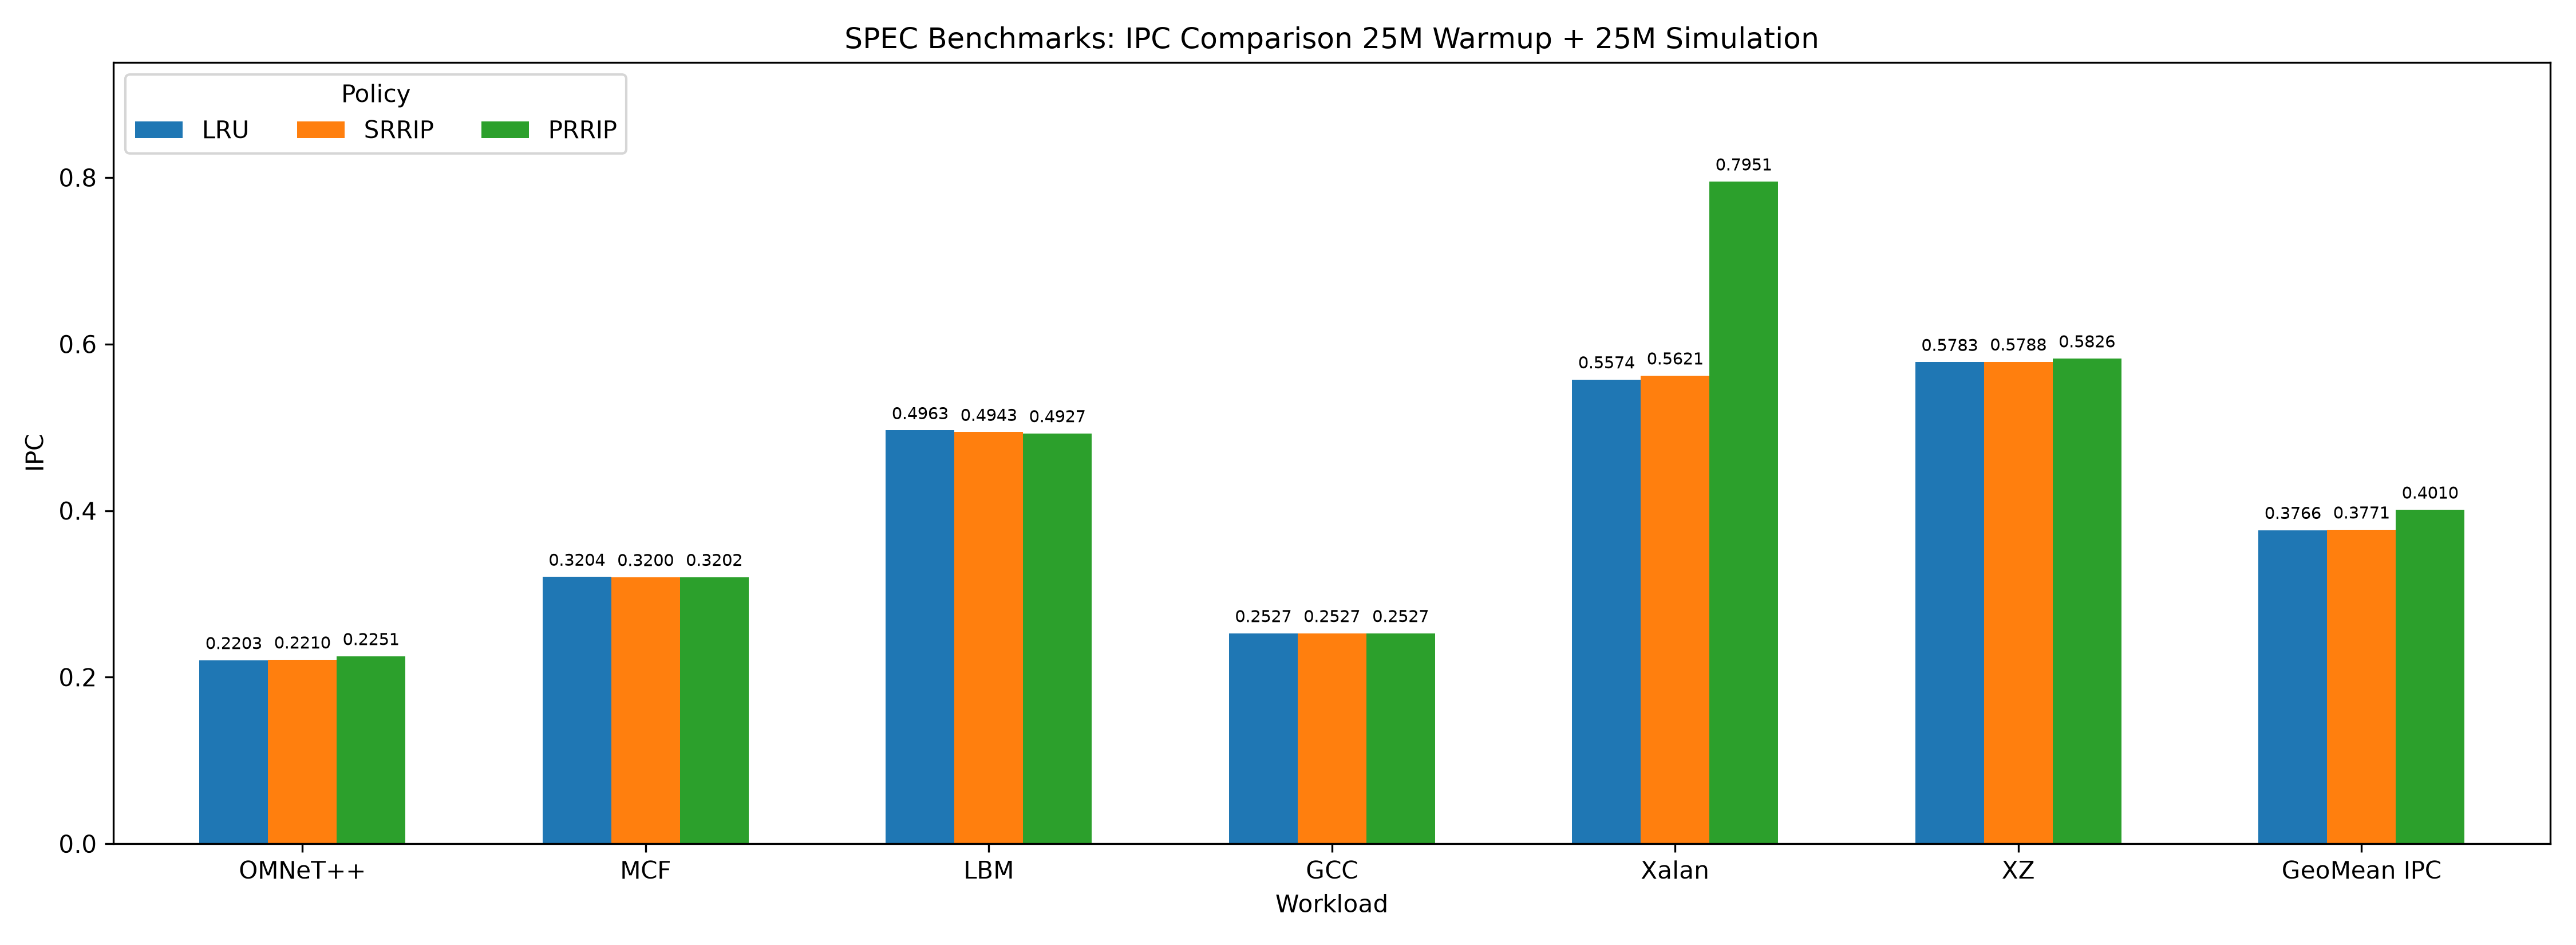 SPEC Benchmarks: IPC Comparison 25M Warmup + 25M Simulation
Policy
LRU SRRIP PRRIP
IPC
0.8
0.6
0.4
0.2
0.0
0.2203 0.2210 0.2251
0.3204 0.3200 0.3202
0.4963 0.4943 0.4927
0.2527 0.2527 0.2527
0.5574 0.5621 0.7951
0.5783 0.5788 0.5826
0.3766 0.3771 0.4010
OMNeT++ MCF LBM GCC Xalan XZ GeoMean IPC
Workload